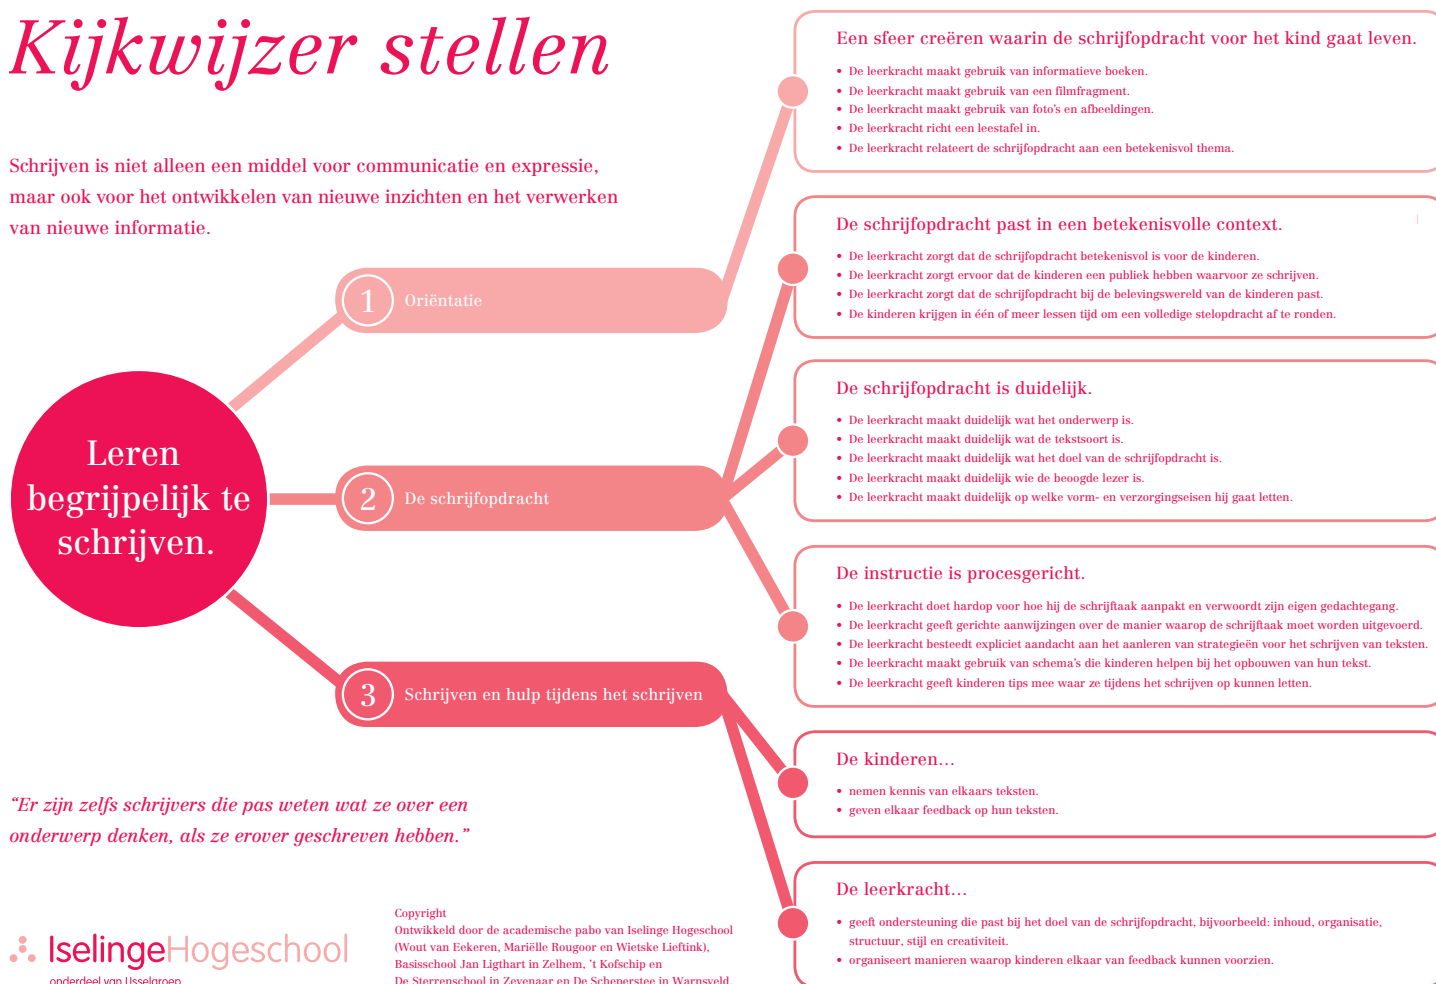 Kijkwijzer stellen
Schrijven is niet alleen een middel voor communicatie en expressie,
maar ook voor het ontwikkelen van nieuwe inzichten en het verwerken
van nieuwe informatie.
Leren
begrijpelijk te
schrijven.
1 Oriëntatie
Een sfeer creëren waarin de schrijfopdracht voor het kind gaat leven.
• De leerkracht maakt gebruik van informatieve boeken.
• De leerkracht maakt gebruik van een filmfragment.
• De leerkracht maakt gebruik van foto's en afbeeldingen.
• De leerkracht richt een leestafel in.
• De leerkracht relateert de schrijfopdracht aan een betekenisvol thema.
2 De schrijfopdracht
De schrijfopdracht past in een betekenisvolle context.
• De leerkracht zorgt dat de schrijfopdracht betekenisvol is voor de kinderen.
• De leerkracht zorgt ervoor dat de kinderen een publiek hebben waarvoor ze schrijven.
• De leerkracht zorgt dat de schrijfopdracht bij de belevingswereld van de kinderen past.
• De kinderen krijgen in één of meer lessen tijd om een volledige stelopdracht af te ronden.
De schrijfopdracht is duidelijk.
• De leerkracht maakt duidelijk wat het onderwerp is.
• De leerkracht maakt duidelijk wat de tekstsoort is.
• De leerkracht maakt duidelijk wat het doel van de schrijfopdracht is.
• De leerkracht maakt duidelijk wie de beoogde lezer is.
• De leerkracht maakt duidelijk op welke vorm- en verzorgingseisen hij gaat letten.
De instructie is procesgericht.
• De leerkracht doet hardop voor hoe hij de schrijftaak aanpakt en verwoordt zijn eigen gedachtegang.
• De leerkracht geeft gerichte aanwijzingen over de manier waarop de schrijftaak moet worden uitgevoerd.
• De leerkracht besteedt expliciet aandacht aan het aanleren van strategieën voor het schrijven van teksten.
• De leerkracht maakt gebruik van schema's die kinderen helpen bij het opbouwen van hun tekst.
• De leerkracht geeft kinderen tips mee waar ze tijdens het schrijven op kunnen letten.
3 Schrijven en hulp tijdens het schrijven
De kinderen…
• nemen kennis van elkaars teksten.
• geven elkaar feedback op hun teksten.
De leerkracht…
• geeft ondersteuning die past bij het doel van de schrijfopdracht, bijvoorbeeld: inhoud, organisatie,
structuur, stijl en creativiteit.
• organiseert manieren waarop kinderen elkaar van feedback kunnen voorzien.
“Er zijn zelfs schrijvers die pas weten wat ze over een
onderwerp denken, als ze erover geschreven hebben.”
IselingeHogeschool
onderdeel van IJsselgroep
Copyright
Ontwikkeld door de academische pabo van Iselinge Hogeschool
(Wout van Eekeren, Mariëlle Rougoor en Wietske Lieftink),
Basisschool Jan Ligthart in Zelhem, 't Kofschip en
De Sterrenschool in Zevenaar en De Scheperstee in Warnsveld.